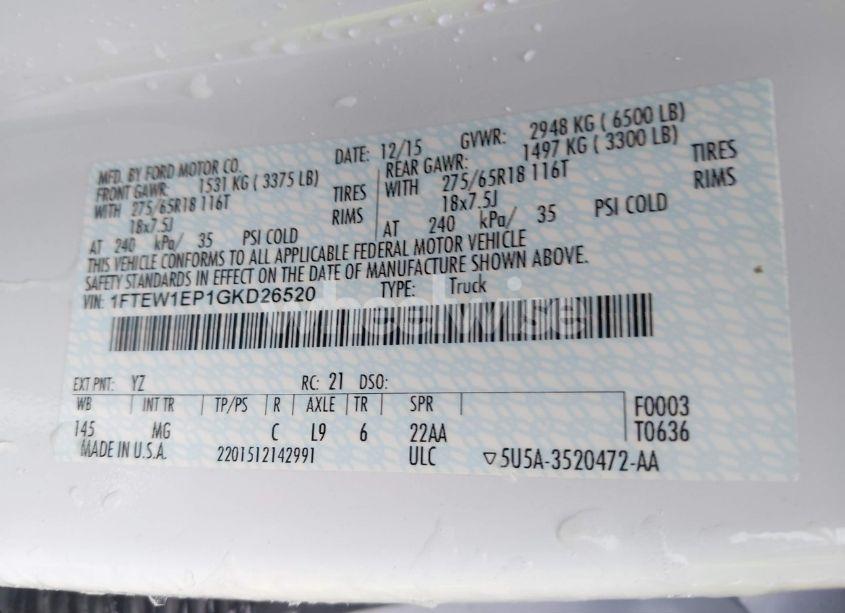 MFD. BY FORD MOTOR CO. DATE: 12/15 GVWR: 2948 KG ( 6500 LB)
FRONT GAWR: 1531 KG ( 3375 LB) REAR GAWR: 1497 KG ( 3300 LB)
WITH 275/65R18 116T TIRES WITH 275/65R18 116T TIRES
18x7.5J RIMS 18x7.5J RIMS
AT 240 kPa/ 35 PSI COLD AT 240 kPa/ 35 PSI COLD
THIS VEHICLE CONFORMS TO ALL APPLICABLE FEDERAL MOTOR VEHICLE
SAFETY STANDARDS IN EFFECT ON THE DATE OF MANUFACTURE SHOWN ABOVE.
VIN: 1FTEW1EP1GKD26520 TYPE: Truck
wheelwise
EXT PNT: YZ RC: 21 DSO:
WB INT TR TP/PS R AXLE TR SPR F0003
145 MG C L9 6 22AA T0636
MADE IN U.S.A. 2201512142991 ULC ▽5U5A-3520472-AA